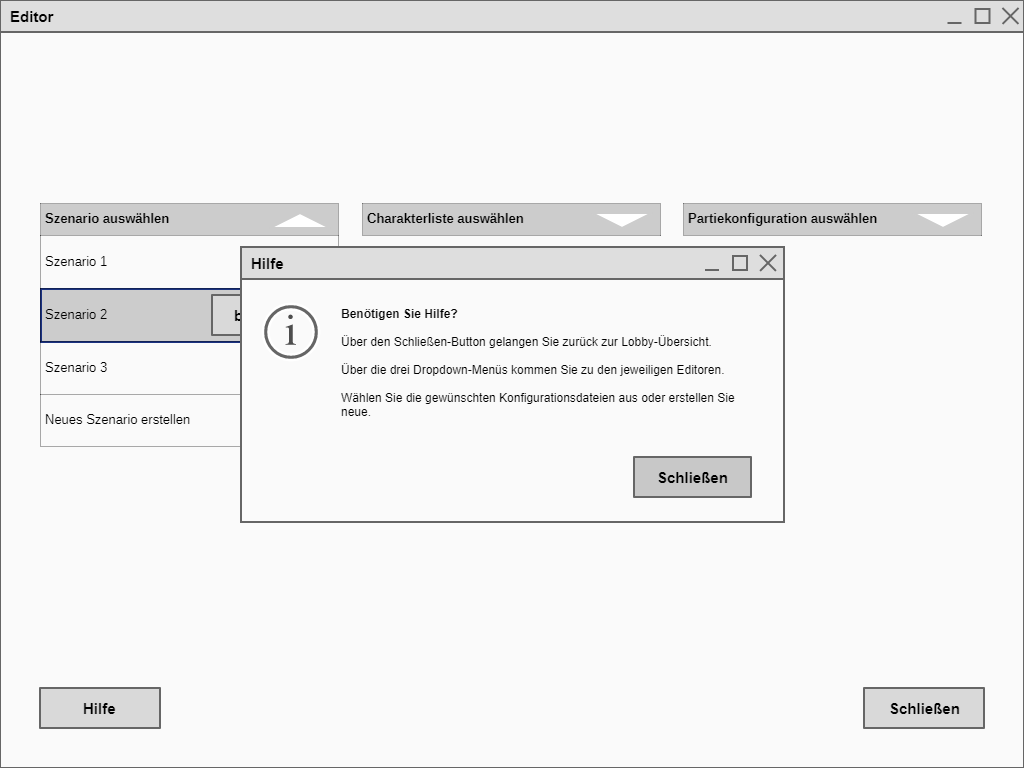 Editor
Szenario auswählen
Charakterliste auswählen
Partiekonfiguration auswählen
Szenario 1
Szenario 2
Szenario 3
Neues Szenario erstellen
Hilfe
Benötigen Sie Hilfe?
Über den Schließen-Button gelangen Sie zurück zur Lobby-Übersicht.
Über die drei Dropdown-Menüs kommen Sie zu den jeweiligen Editoren.
Wählen Sie die gewünschten Konfigurationsdateien aus oder erstellen Sie
neue.
Schließen
Hilfe
Schließen